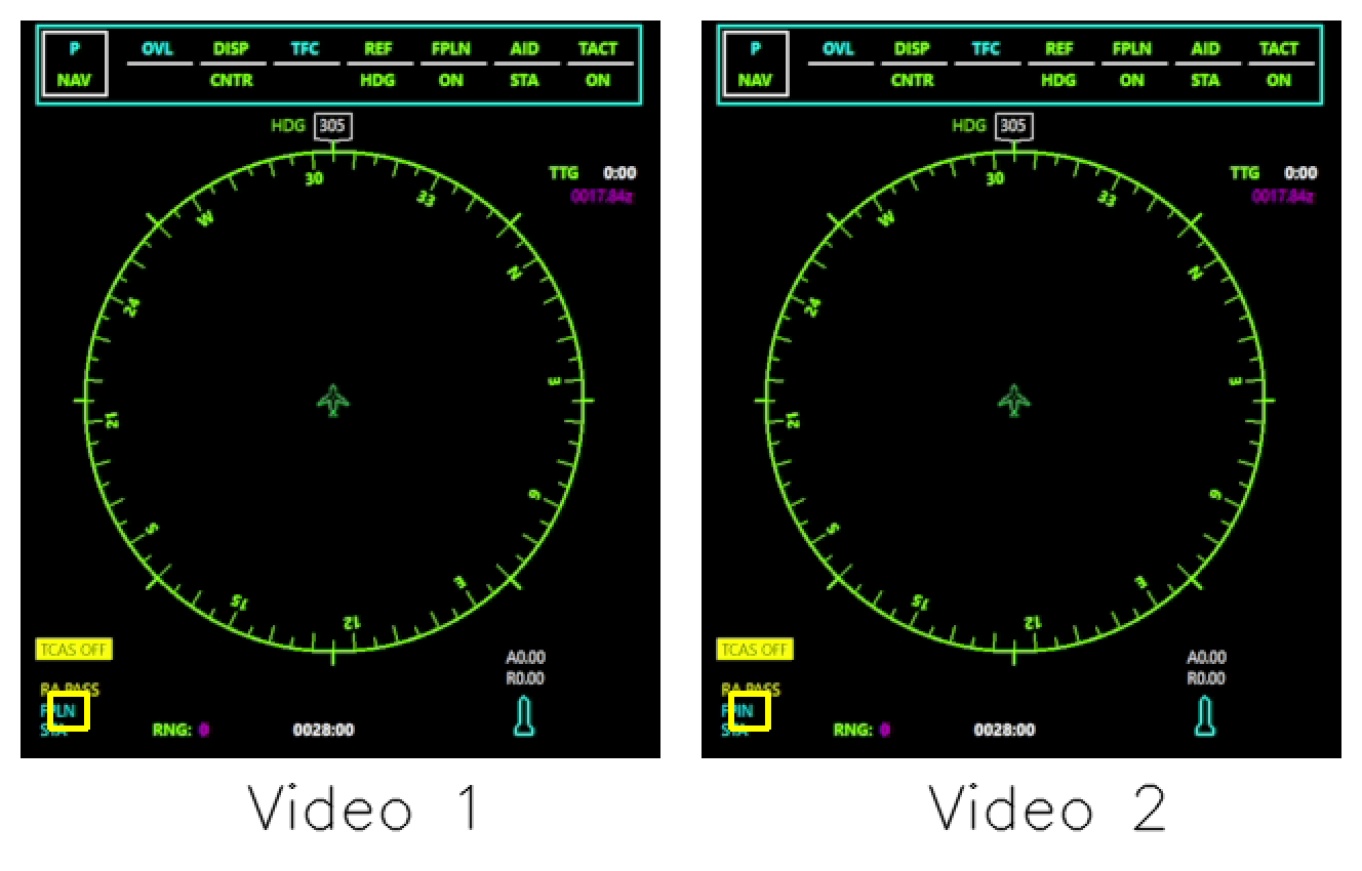 P OVL DISP TFC REF FPLN AID TACT
NAV CNTR HDG ON STA ON
HDG 305
TTG 0:00
0017.84z
30
33
W
N
24
E
21
6
S
3
15
12
TCAS OFF
A0.00
R0.00
RA PASS
FPLN
STA
RNG: 0 0028:00
Video 1
P OVL DISP TFC REF FPLN AID TACT
NAV CNTR HDG ON STA ON
HDG 305
TTG 0:00
0017.84z
30
33
W
N
24
E
21
6
S
3
15
12
TCAS OFF
A0.00
R0.00
RA PASS
FPIN
STA
RNG: 0 0028:00
Video 2